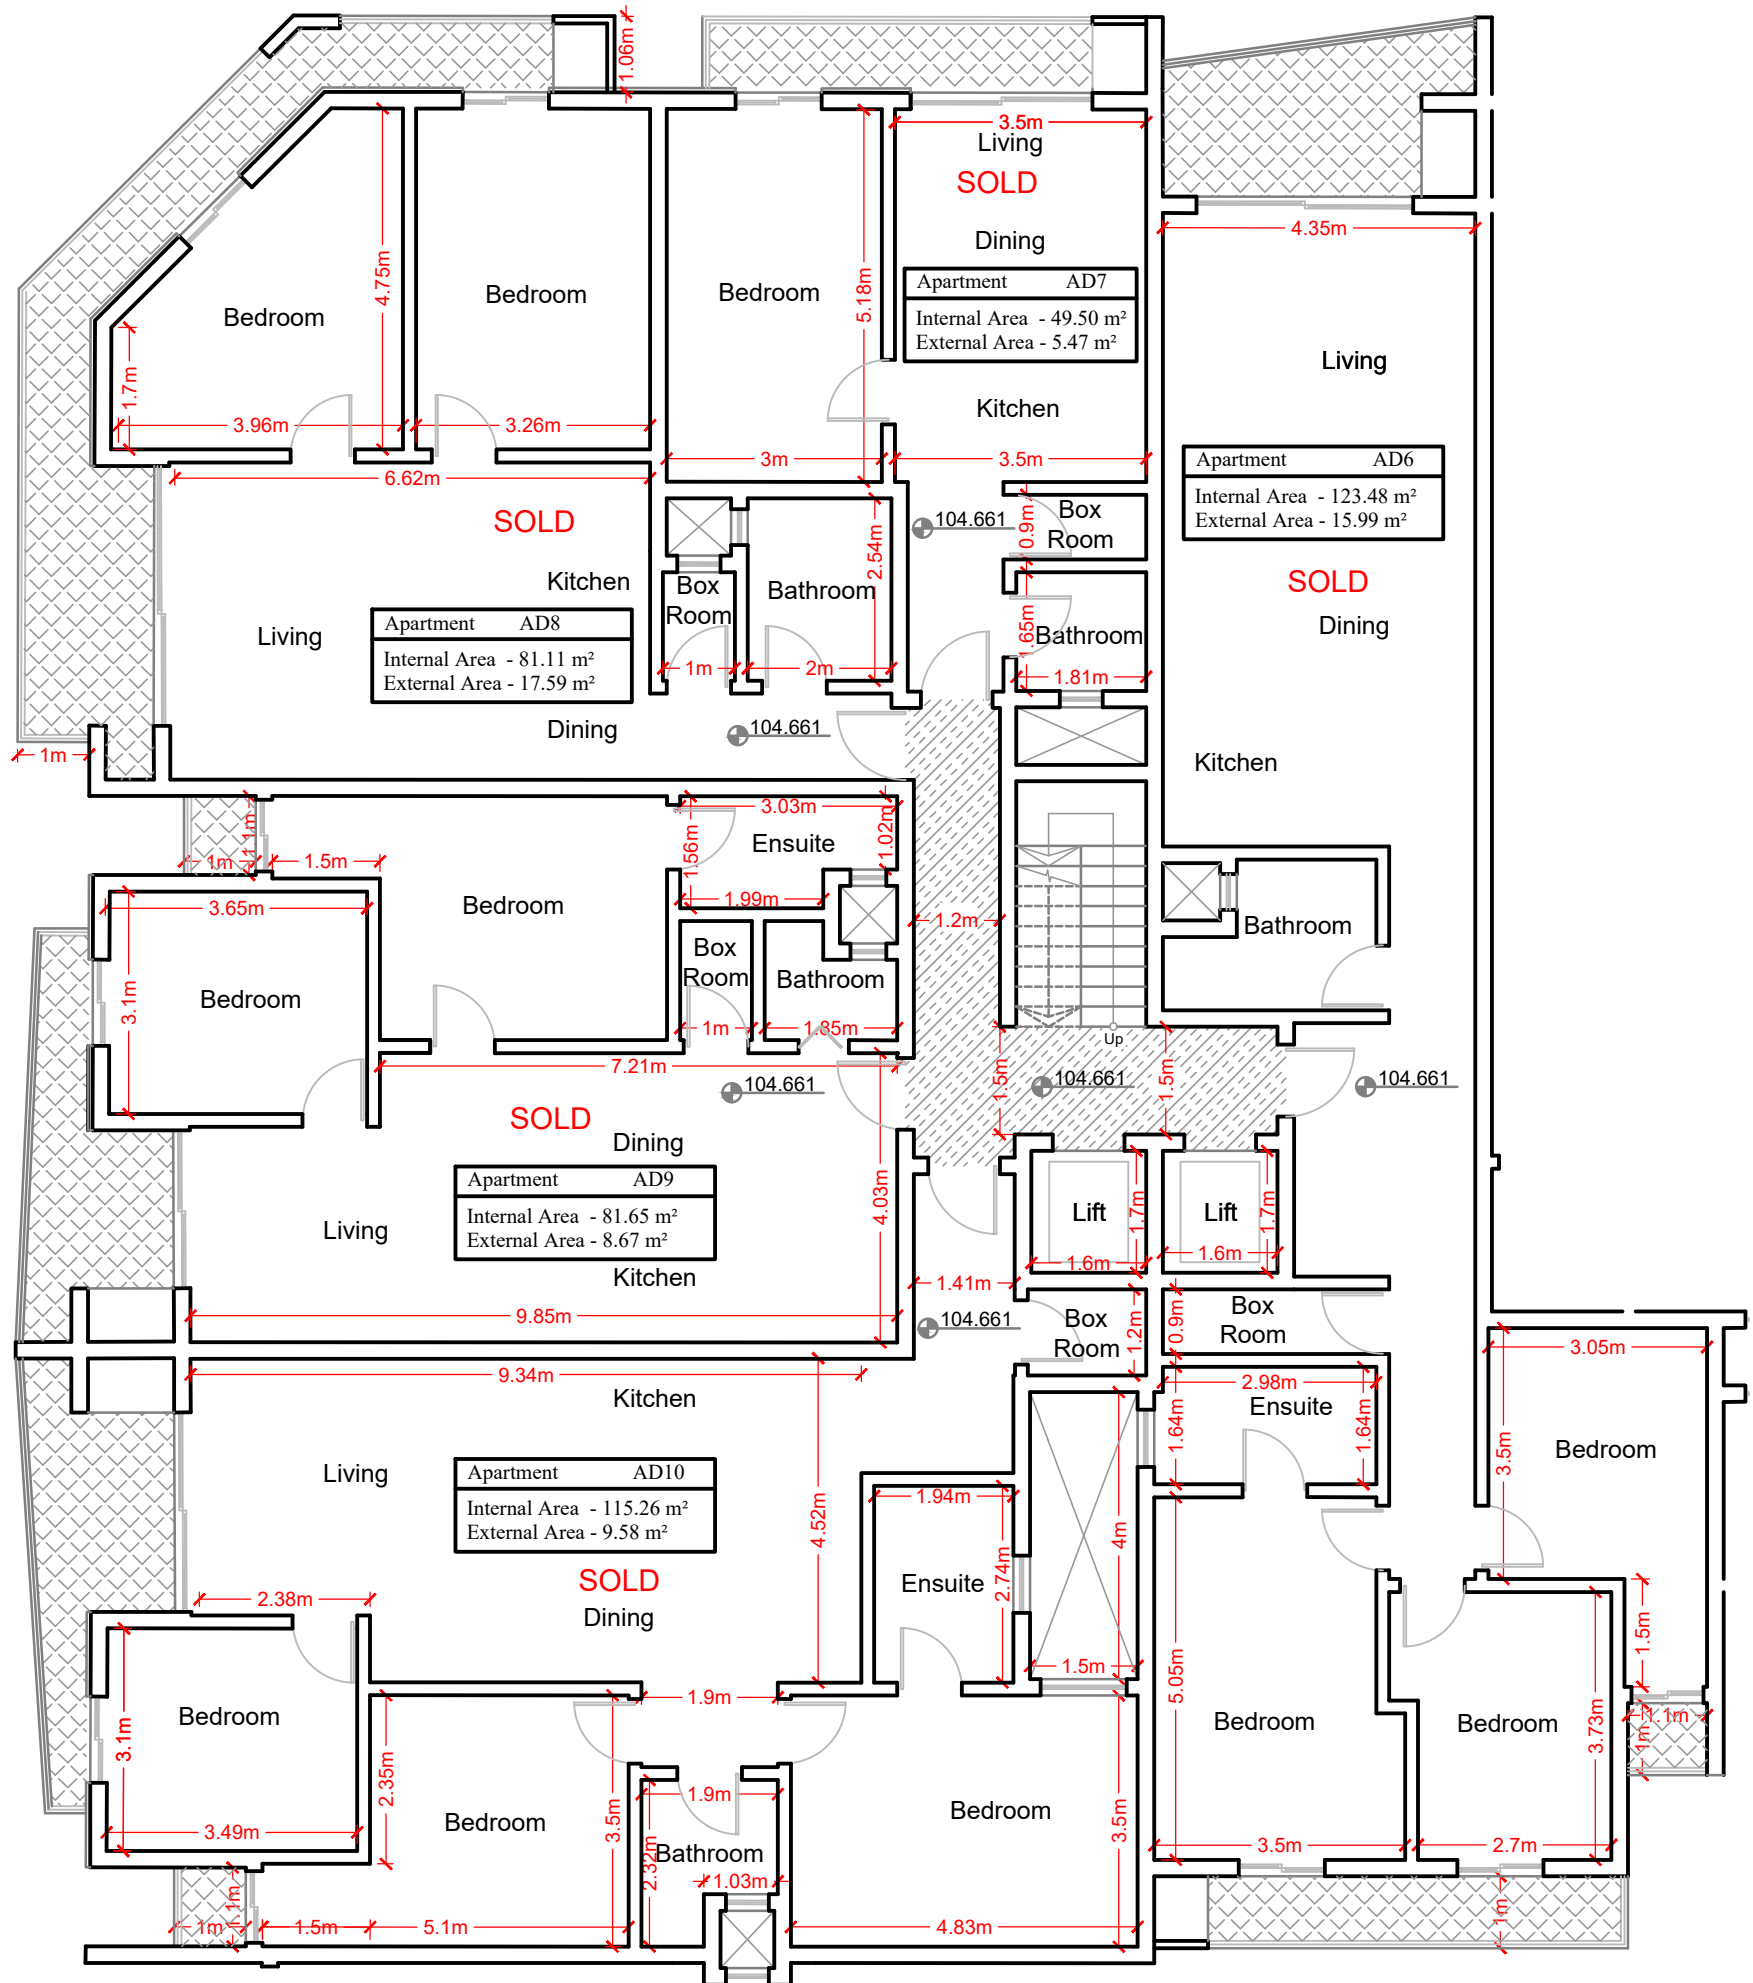 1.06m
3.5m
Living
SOLD
Dining
4.35m
4.75m
Bedroom
Bedroom
Bedroom
5.18m
Apartment AD7
Internal Area - 49.50 m²
External Area - 5.47 m²
1.7m
Living
Kitchen
3.96m
3.26m
3m
3.5m
6.62m
Apartment AD6
Internal Area - 123.48 m²
External Area - 15.99 m²
SOLD
104.661
0.9m
Box
Room
2.54m
Kitchen
Box
Room
Bathroom
SOLD
Dining
Living
Apartment AD8
Internal Area - 81.11 m²
External Area - 17.59 m²
1.65m
Bathroom
1m
2m
1.81m
Dining
104.661
1m
Kitchen
3.03m
1.1m
1.56m
Ensuite
1.02m
1m
1.5m
3.65m
Bedroom
1.99m
1.2m
Bathroom
Box
Room
Bathroom
3.1m
Bedroom
1m
1.85m
Up
7.21m
1.5m
104.661
1.5m
104.661
104.661
SOLD
Dining
Apartment AD9
Internal Area - 81.65 m²
External Area - 8.67 m²
4.03m
Living
Lift
1.7m
Lift
1.7m
1.6m
1.6m
Kitchen
1.41m
9.85m
104.661
Box
Room
1.2m
0.9m
Box
Room
3.05m
9.34m
Kitchen
2.98m
Ensuite
1.64m
1.64m
3.5m
Bedroom
Living
Apartment AD10
Internal Area - 115.26 m²
External Area - 9.58 m²
4.52m
1.94m
4m
SOLD
Ensuite
2.74m
2.38m
Dining
1.5m
1.5m
5.05m
1.9m
Bedroom
3.1m
Bedroom
Bedroom
3.73m
1.1m
1m
2.35m
1.9m
Bedroom
3.5m
Bedroom
3.5m
3.49m
Bathroom
2.32m
3.5m
2.7m
1.03m
1.1m
1m
1.5m
5.1m
4.83m
1m